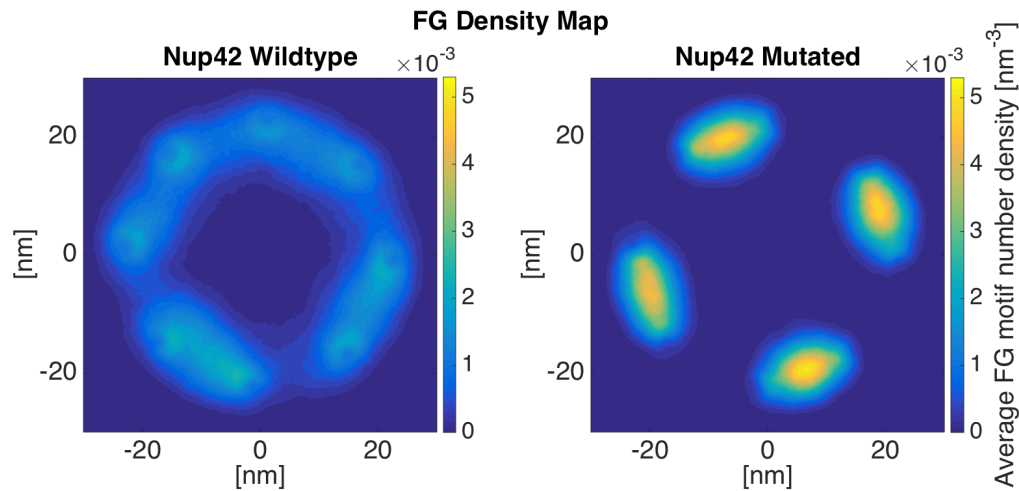 FG Density Map
Nup42 Wildtype
×10⁻³
20
0
-20
[nm]
-20 0 20
[nm]
5
4
3
2
1
0
Nup42 Mutated
×10⁻³
20
0
-20
[nm]
-20 0 20
[nm]
5
4
3
2
1
0
Average FG motif number density [nm⁻³]